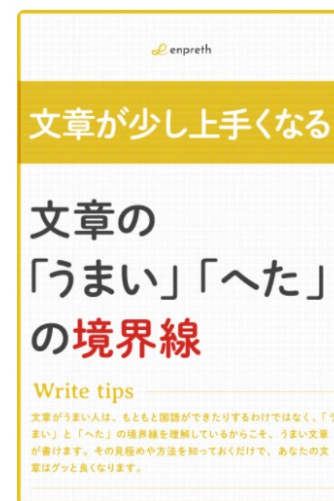 enpreth
文章が少し上手くなる
文章の
「うまい」「へた」
の境界線
Write tips
文章がうまい人は、もともと国語ができたりするわけではなく、「う
まい」と「へた」の境界線を理解しているからこそ、うまい文章
が書けます。その見極めや方法を知っておくだけで、あなたの文
章はグッと良くなります。